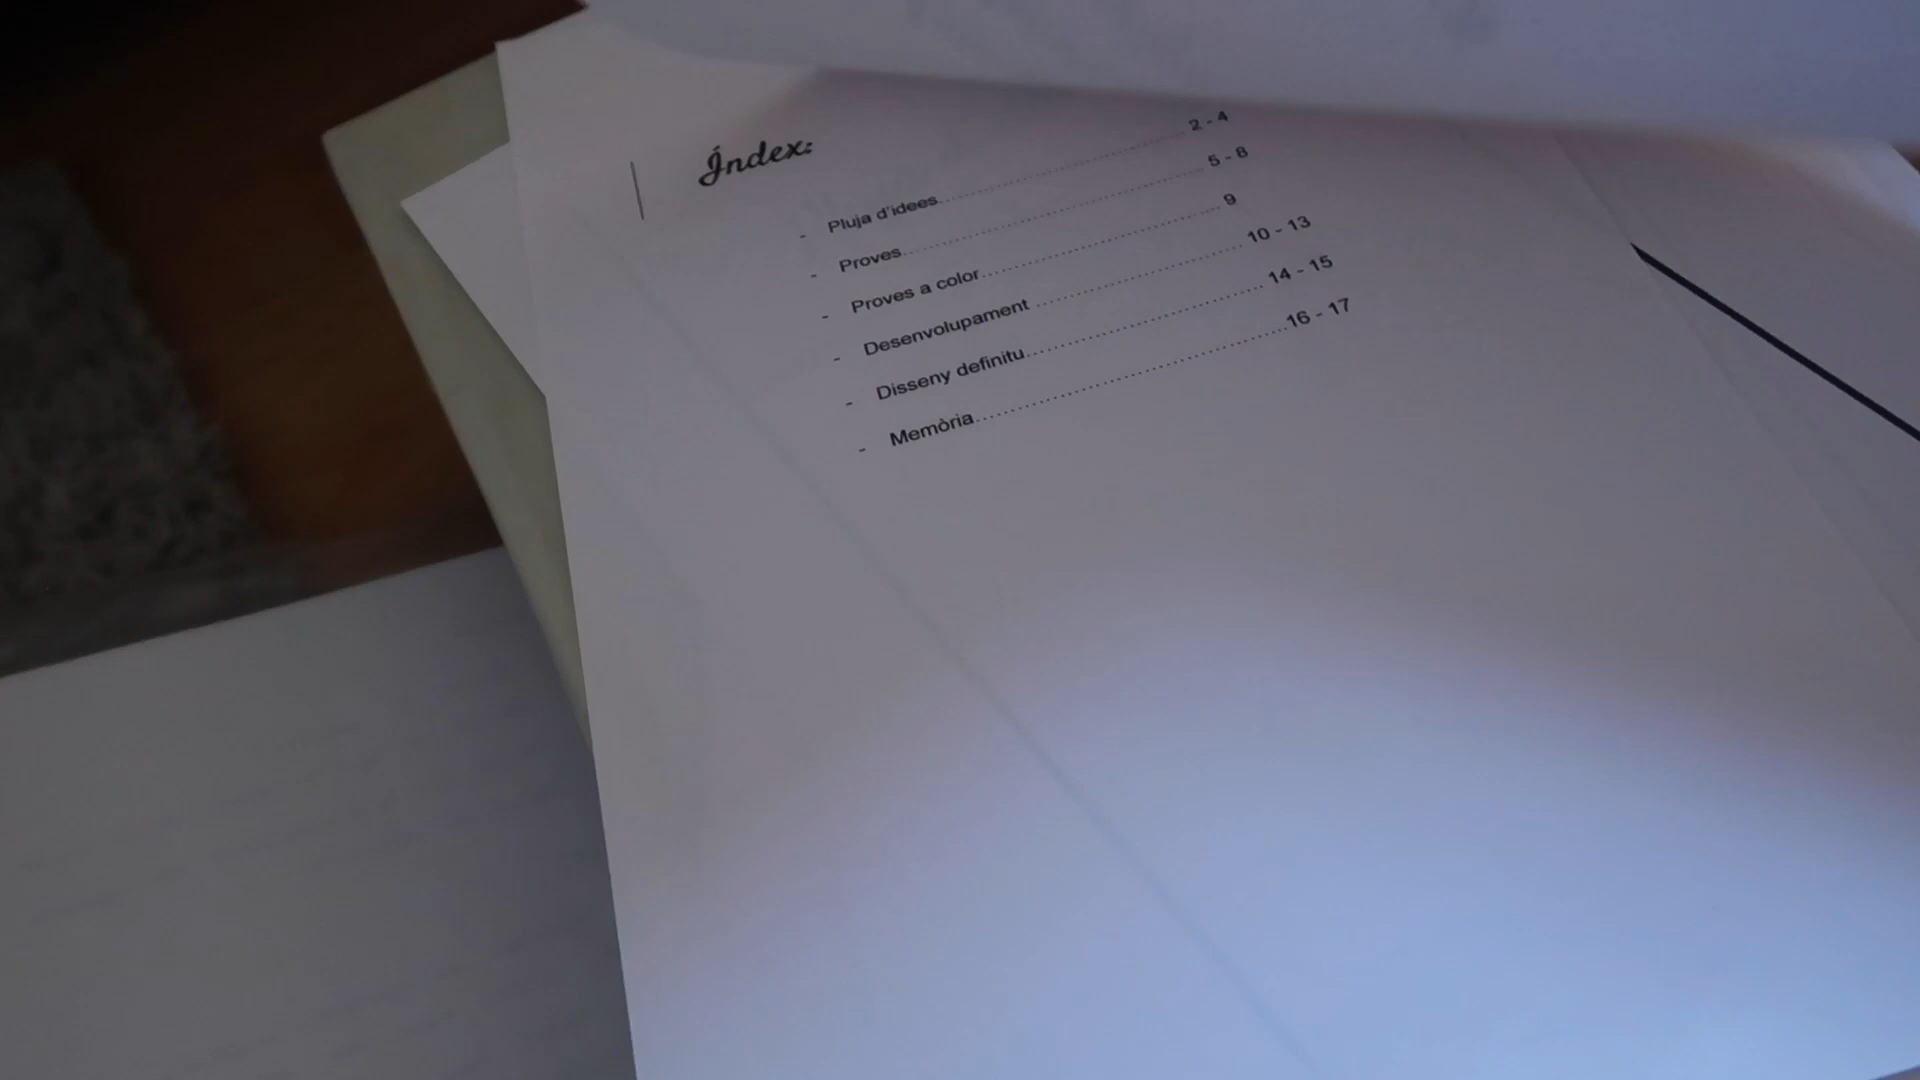 Índex:
- Pluja d'idees........................................ 2 - 4
- Proves.................................................. 5 - 8
- Proves a color........................................ 9
- Desenvolupament .................................. 10 - 13
- Disseny definitu...................................... 14 - 15
- Memòria..................................................16 - 17